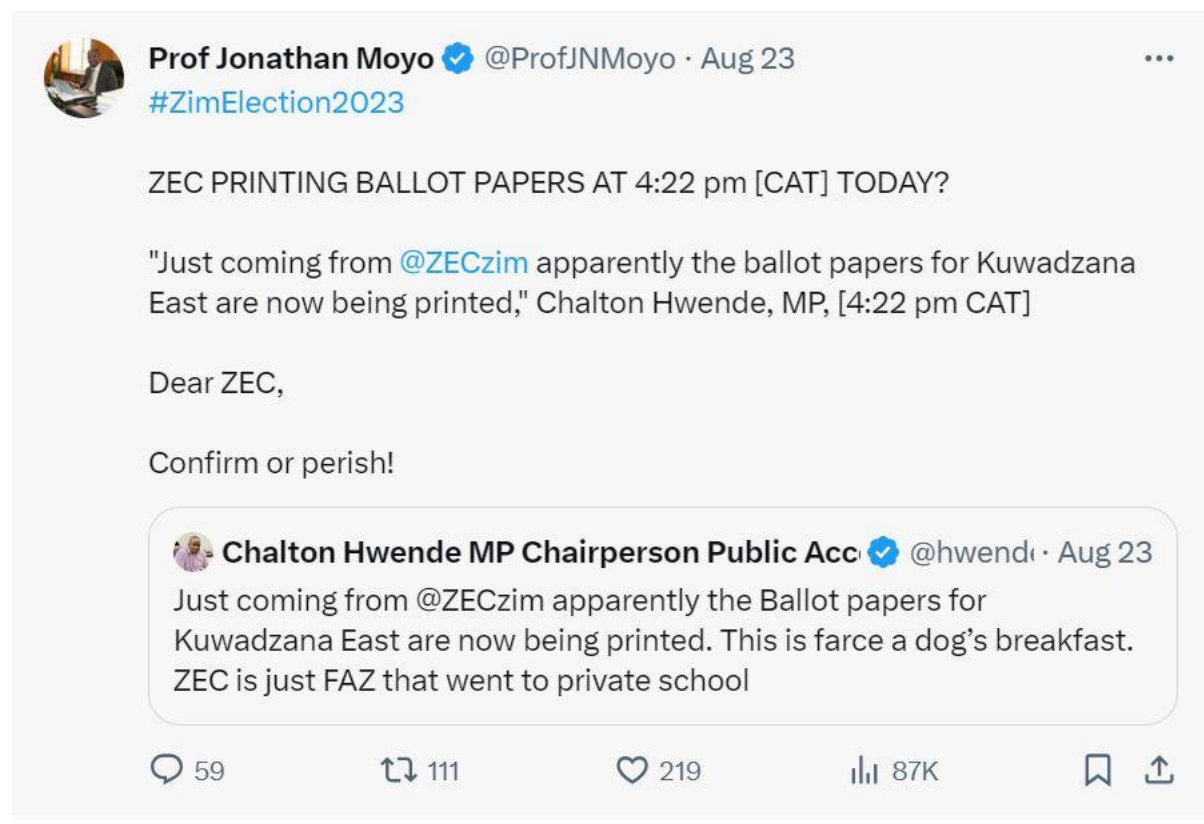 Prof Jonathan Moyo @ProfJNMoyo · Aug 23
#ZimElection2023
ZEC PRINTING BALLOT PAPERS AT 4:22 pm [CAT] TODAY?
"Just coming from @ZECzim apparently the ballot papers for Kuwadzana
East are now being printed," Chalton Hwende, MP, [4:22 pm CAT]
Dear ZEC,
Confirm or perish!
Chalton Hwende MP Chairperson Public Acc @hwend · Aug 23
Just coming from @ZECzim apparently the Ballot papers for
Kuwadzana East are now being printed. This is farce a dog’s breakfast.
ZEC is just FAZ that went to private school
59 111 219 87K